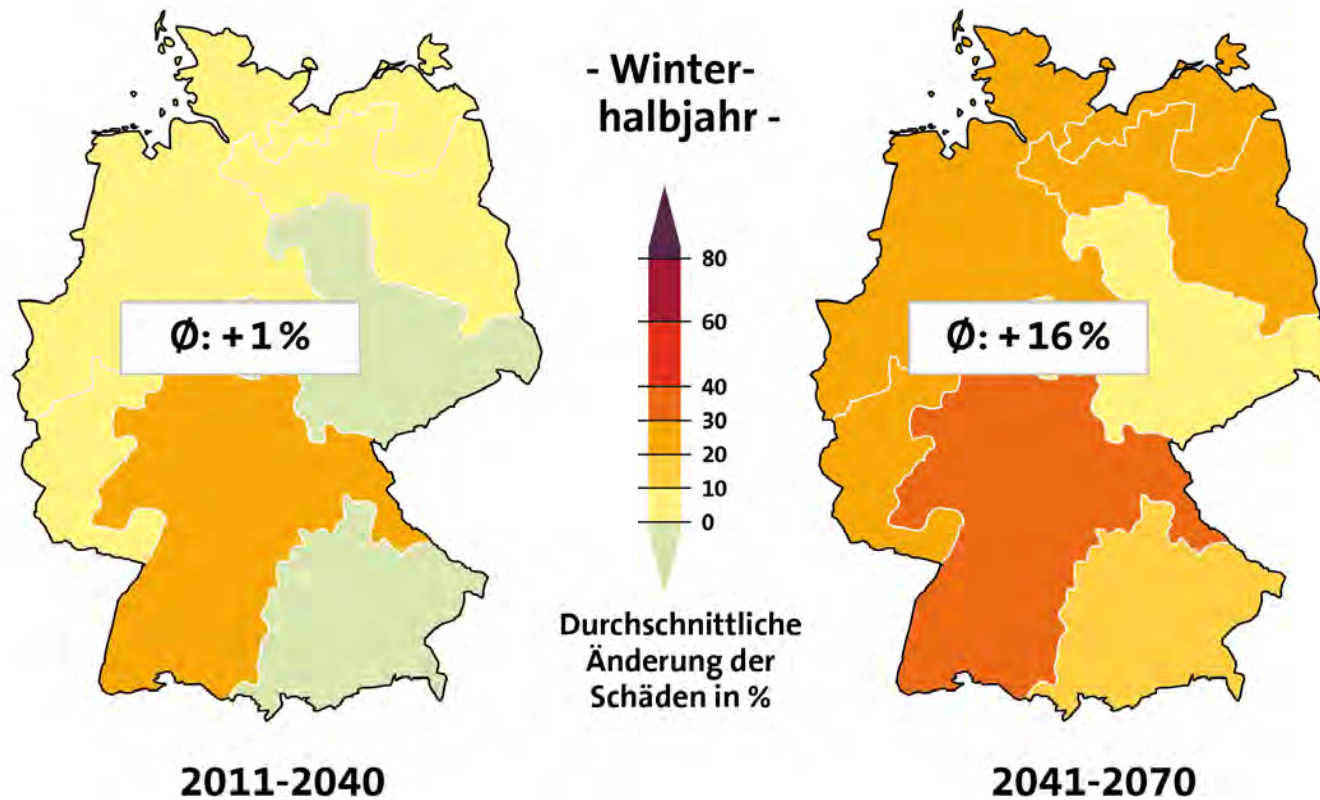 - Winter-
halbjahr -
80
60
40
30
20
10
0
Ø: +1%
Ø: +16%
Durchschnittliche
Änderung der
Schäden in %
2011-2040
2041-2070